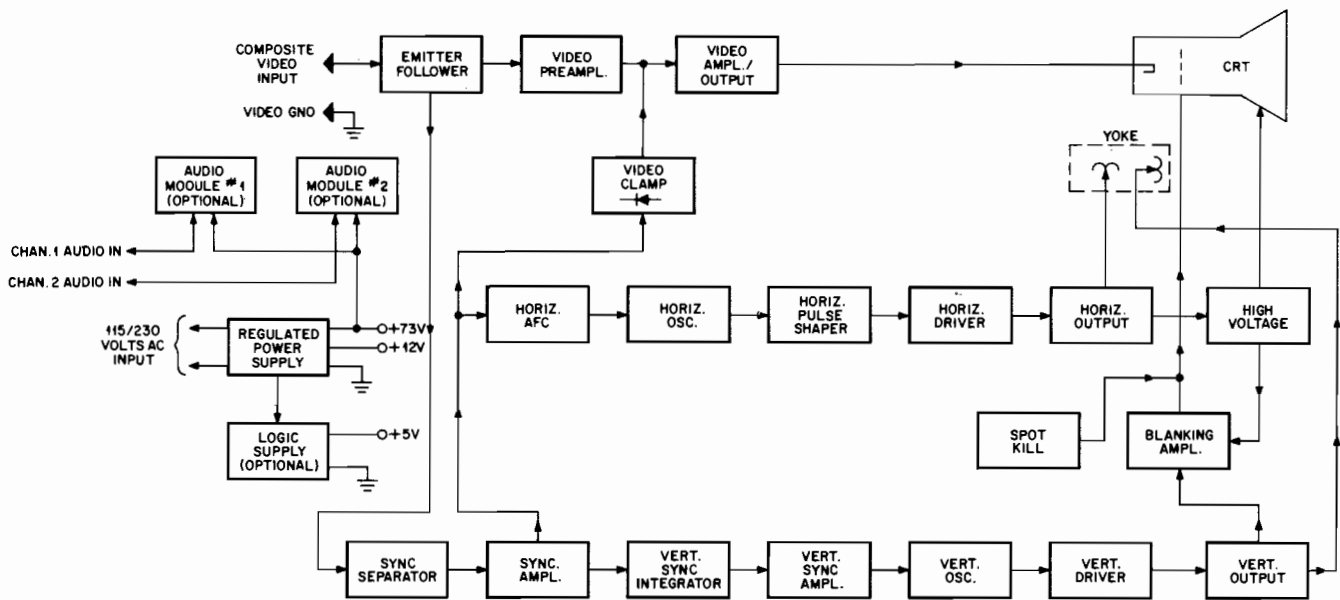 COMPOSITE
VIDEO
INPUT
EMITTER
FOLLOWER
VIDEO
PREAMPL.
VIDEO
AMPL./
OUTPUT
CRT
VIDEO GND
YOKE
AUDIO
MODULE #1
(OPTIONAL)
AUDIO
MODULE #2
(OPTIONAL)
VIDEO
CLAMP
CHAN.1 AUDIO IN
CHAN. 2 AUDIO IN
HORIZ.
AFC
HORIZ.
OSC.
HORIZ.
PULSE
SHAPER
HORIZ.
DRIVER
HORIZ.
OUTPUT
HIGH
VOLTAGE
115/230
VOLTS AC
INPUT
REGULATED
POWER
SUPPLY
+73V
+12V
LOGIC
SUPPLY
(OPTIONAL)
+5V
SPOT
KILL
BLANKING
AMPL.
SYNC
SEPARATOR
SYNC.
AMPL.
VERT.
SYNC
INTEGRATOR
VERT.
SYNC
AMPL.
VERT.
OSC.
VERT.
DRIVER
VERT.
OUTPUT